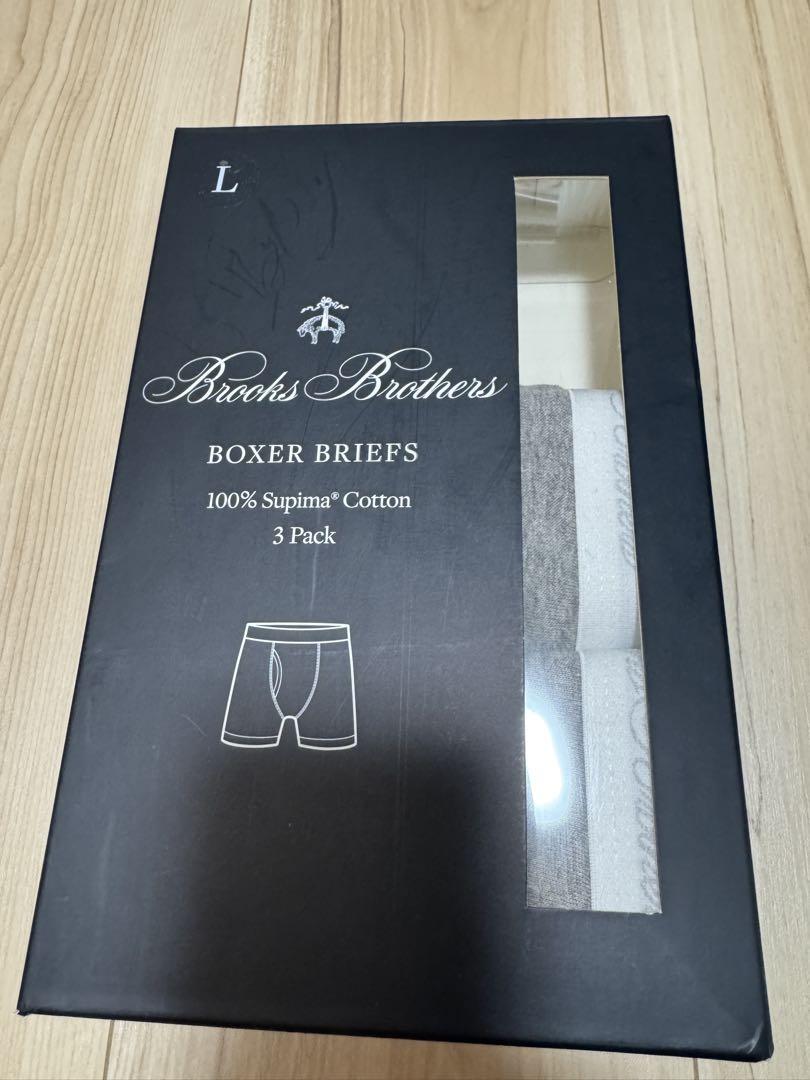 L
Brooks Brothers
BOXER BRIEFS
100% Supima® Cotton
3 Pack